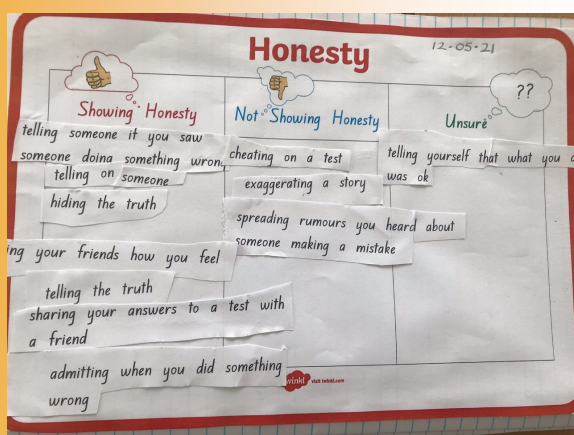 Honesty
12-05-21
??
Showing Honesty
Not Showing Honesty
Unsure
telling someone if you saw
someone doing something wron
telling on someone
hiding the truth
ing your friends how you feel
telling the truth
sharing your answers to a test with
a friend
admitting when you did something
wrong
cheating on a test
exaggerating a story
spreading rumours you heard about
someone making a mistake
telling yourself that what you
was ok
winkl visit twinkl.com